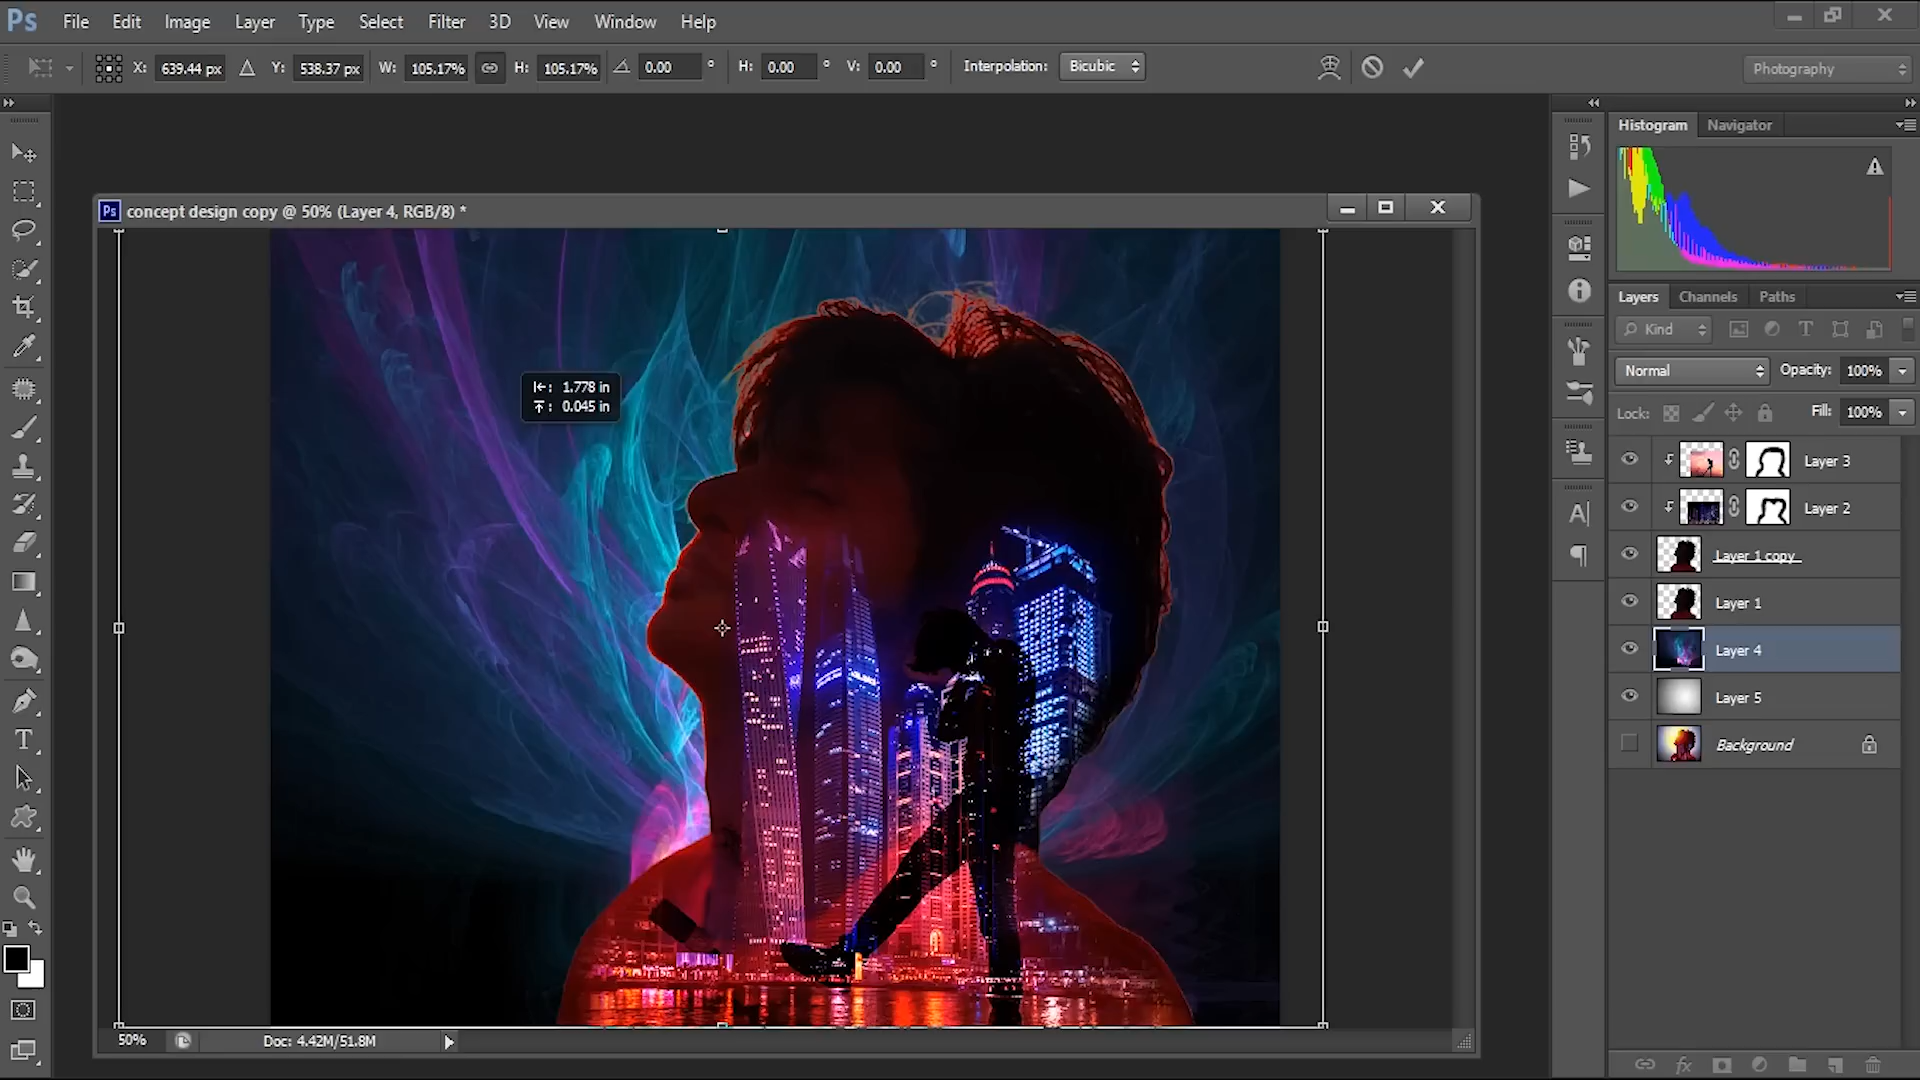 Ps File Edit Image Layer Type Select Filter 3D View Window Help
X: 639.44 px Y: 538.37 px W: 105.17% H: 105.17% 0.00 ° H: 0.00 ° V: 0.00 ° Interpolation: Bicubic Photography
Ps concept design copy @ 50% (Layer 4, RGB/8) *
Histogram Navigator
Layers Channels Paths
Kind
Normal Opacity: 100%
Lock: Fill: 100%
: 1.778 in
: 0.045 in
Layer 3
Layer 2
Layer 1 copy
Layer 1
Layer 4
Layer 5
Background
50% Doc: 4.42M/51.8M